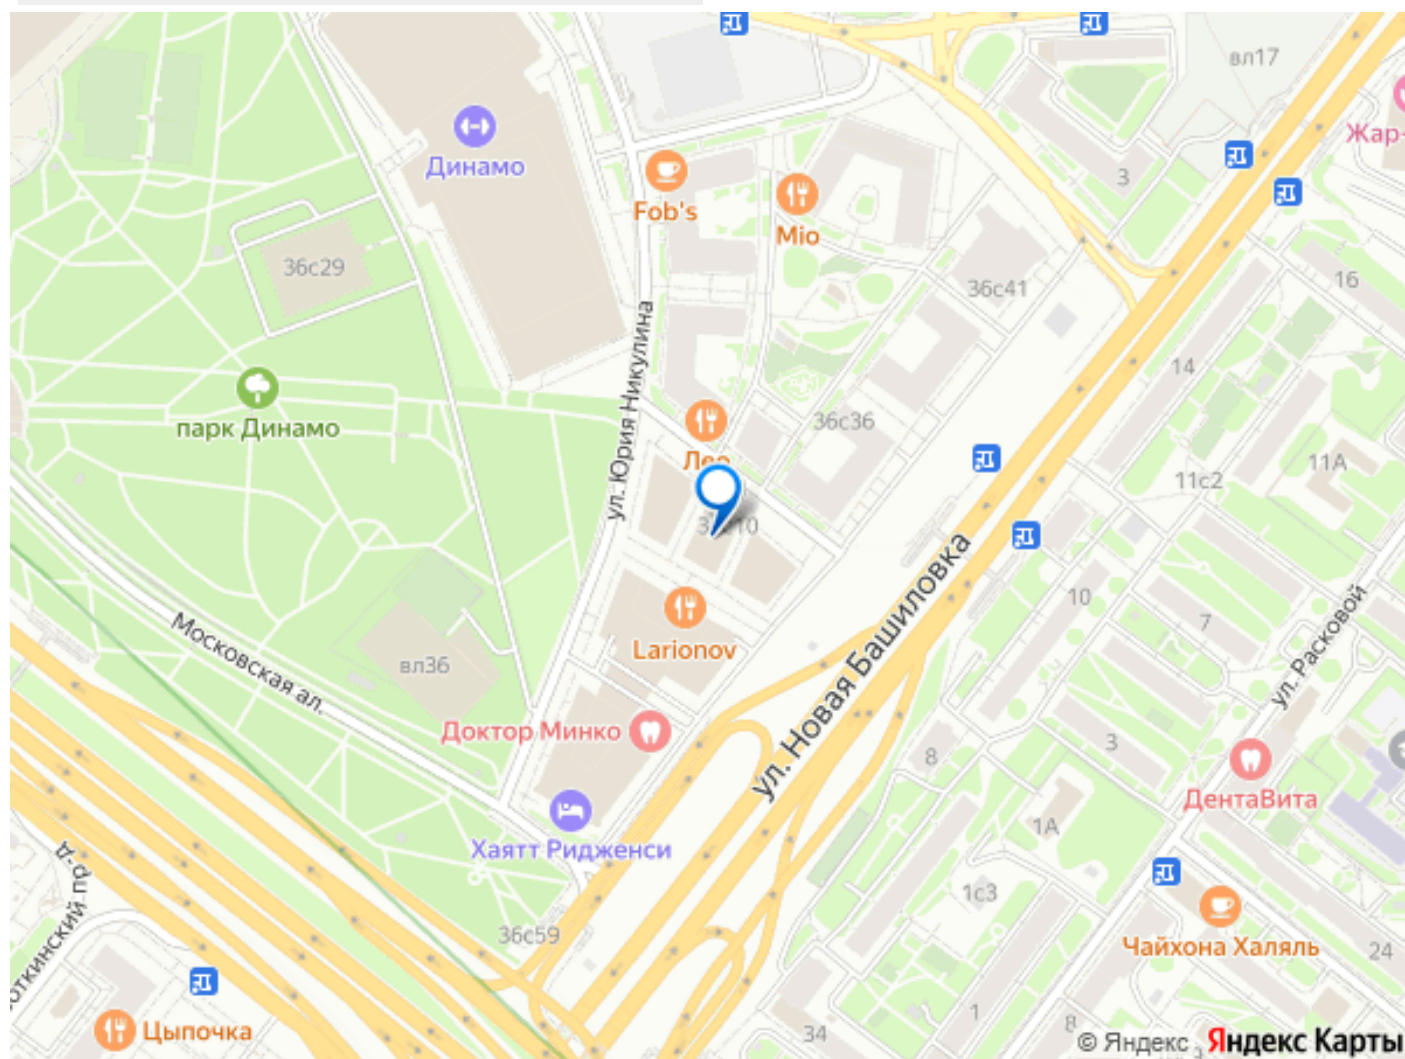 вл17
Жар-
Динамо
3
Fob's
Mio
36с29
36с41
16
ул. Юрия Никулина
14
парк Динамо
36с36
Лео
11А
11с2
ул. Новая Башиловка
10
7
ул. Расковой
Московская ал.
вл36
Larionov
Доктор Минко
8
3
ДентаВита
1А
Хаятт Ридженси
1с3
36с59
Чайхона Халяль
24
Цыпочка
34
1
8
© Яндекс
Яндекс Карты